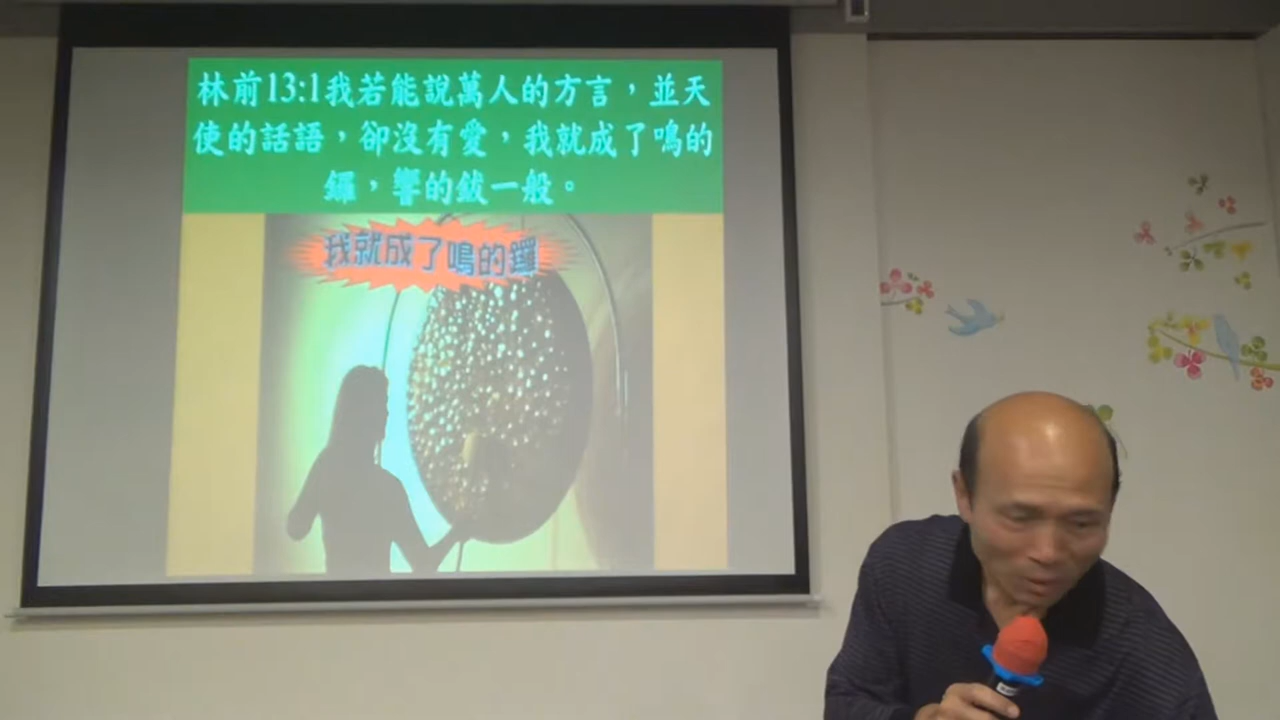 林前13:1我若能說萬人的方言，並天
使的話語，卻沒有愛，我就成了鳴的
鑼，響的鈸一般。
我就成了鳴的鑼